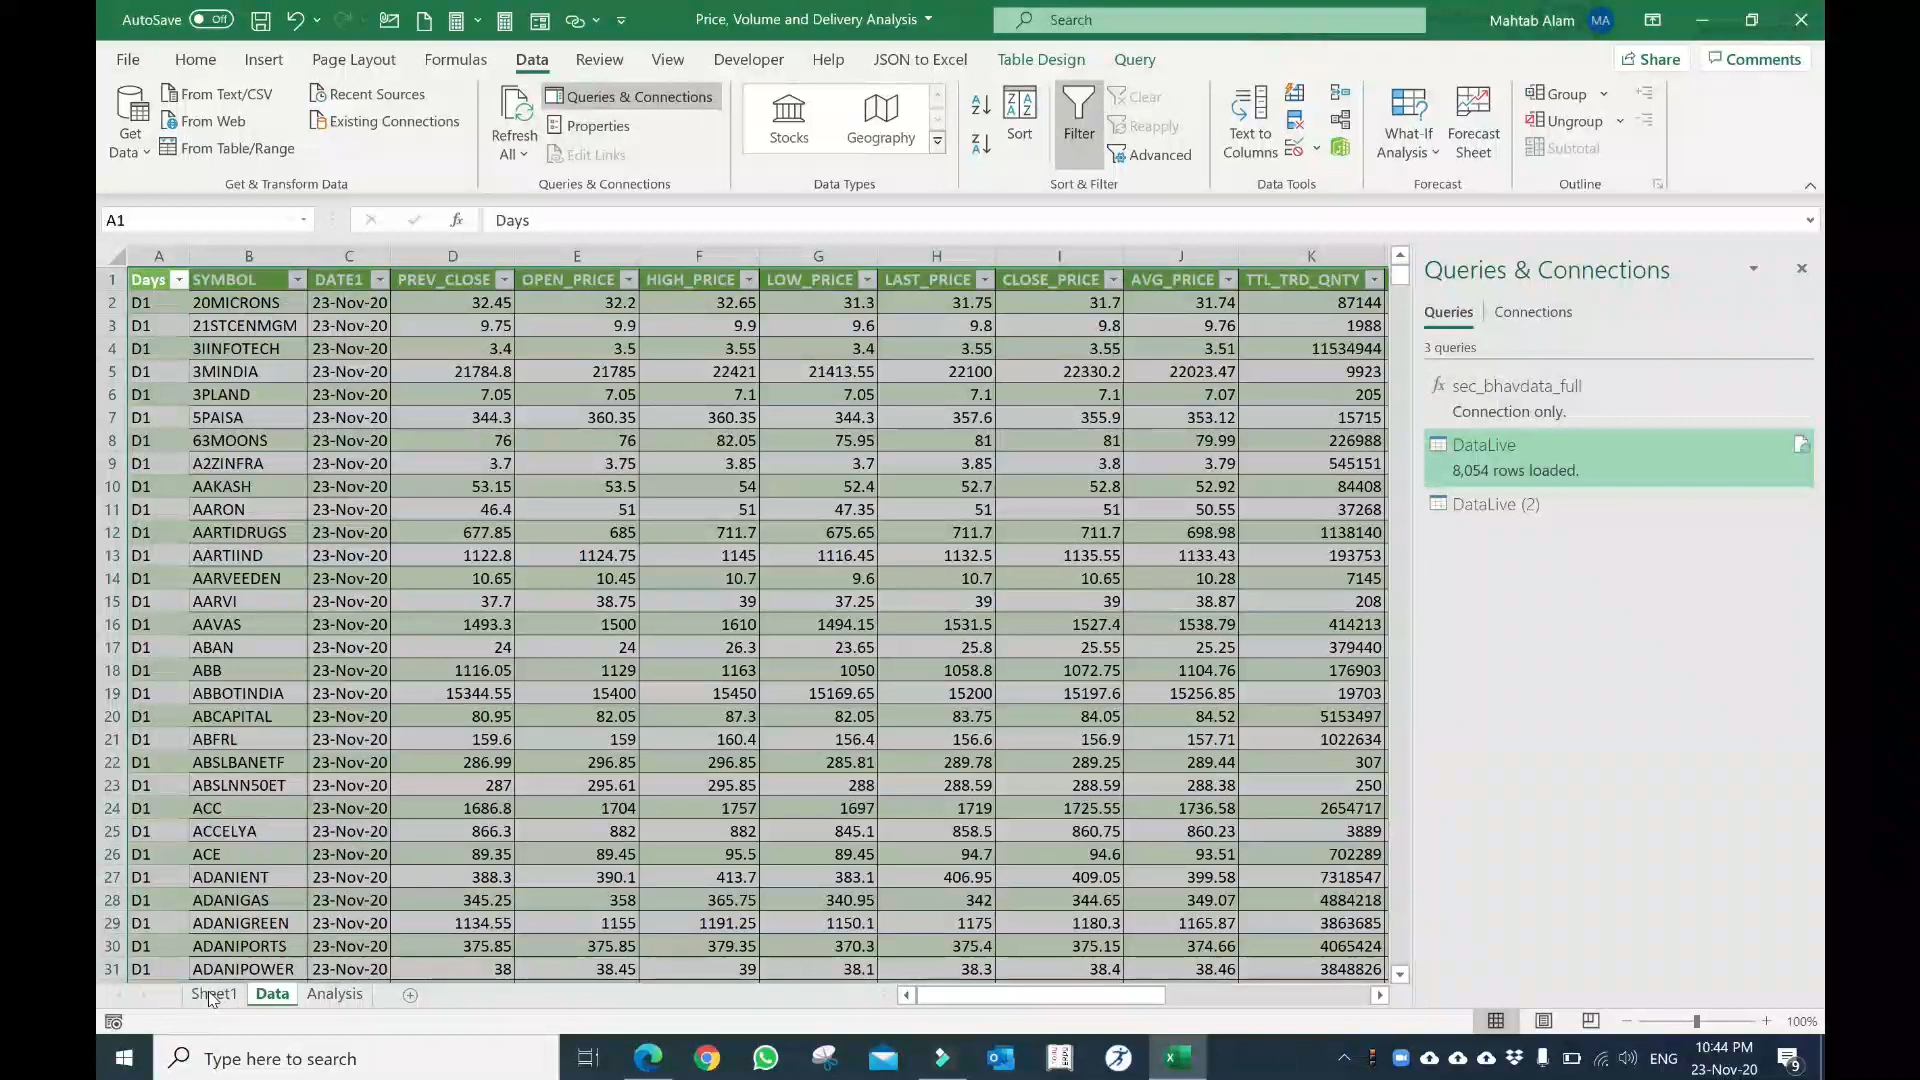 AutoSave Off Price, Volume and Delivery Analysis Search Mahtab Alam MA
File Home Insert Page Layout Formulas Data Review View Developer Help JSON to Excel Table Design Query Share Comments
Get Data
From Text/CSV
From Web
From Table/Range
Recent Sources
Existing Connections
Get & Transform Data
Refresh All
Queries & Connections
Properties
Edit Links
Queries & Connections
Stocks
Geography
Data Types
Sort
Filter
Clear
Reapply
Advanced
Sort & Filter
Text to Columns
Data Tools
What-If Analysis
Forecast Sheet
Forecast
Group
Ungroup
Subtotal
Outline
A1 fx Days
A B C D E F G H I J K
1 Days SYMBOL DATE1 PREV_CLOSE OPEN_PRICE HIGH_PRICE LOW_PRICE LAST_PRICE CLOSE_PRICE AVG_PRICE TTL_TRD_QNTY
2 D1 20MICRONS 23-Nov-20 32.45 32.2 32.65 31.3 31.75 31.7 31.74 87144
3 D1 21STCENMGM 23-Nov-20 9.75 9.9 9.9 9.6 9.8 9.8 9.76 1988
4 D1 3IINFOTECH 23-Nov-20 3.4 3.5 3.55 3.4 3.55 3.55 3.51 11534944
5 D1 3MINDIA 23-Nov-20 21784.8 21785 22421 21413.55 22100 22330.2 22023.47 9923
6 D1 3PLAND 23-Nov-20 7.05 7.05 7.1 7.05 7.1 7.1 7.07 205
7 D1 5PAISA 23-Nov-20 344.3 360.35 360.35 344.3 357.6 355.9 353.12 15715
8 D1 63MOONS 23-Nov-20 76 76 82.05 75.95 81 81 79.99 226988
9 D1 A2ZINFRA 23-Nov-20 3.7 3.75 3.85 3.7 3.85 3.8 3.79 545151
10 D1 AAKASH 23-Nov-20 53.15 53.5 54 52.4 52.7 52.8 52.92 84408
11 D1 AARON 23-Nov-20 46.4 51 51 47.35 51 51 50.55 37268
12 D1 AARTIDRUGS 23-Nov-20 677.85 685 711.7 675.65 711.7 711.7 698.98 1138140
13 D1 AARTIIND 23-Nov-20 1122.8 1124.75 1145 1116.45 1132.5 1135.55 1133.43 193753
14 D1 AARVEEDEN 23-Nov-20 10.65 10.45 10.7 9.6 10.7 10.65 10.28 7145
15 D1 AARVI 23-Nov-20 37.7 38.75 39 37.25 39 39 38.87 208
16 D1 AAVAS 23-Nov-20 1493.3 1500 1610 1494.15 1531.5 1527.4 1538.79 414213
17 D1 ABAN 23-Nov-20 24 24 26.3 23.65 25.8 25.55 25.25 379440
18 D1 ABB 23-Nov-20 1116.05 1129 1163 1050 1058.8 1072.75 1104.76 176903
19 D1 ABBOTINDIA 23-Nov-20 15344.55 15400 15450 15169.65 15200 15197.6 15256.85 19703
20 D1 ABCAPITAL 23-Nov-20 80.95 82.05 87.3 82.05 83.75 84.05 84.52 5153497
21 D1 ABFRL 23-Nov-20 159.6 159 160.4 156.4 156.6 156.9 157.71 1022634
22 D1 ABSLBANETF 23-Nov-20 286.99 296.85 296.85 285.81 289.78 289.25 289.44 307
23 D1 ABSLNN50ET 23-Nov-20 287 295.61 295.85 288 288.59 288.59 288.38 250
24 D1 ACC 23-Nov-20 1686.8 1704 1757 1697 1719 1725.55 1736.58 2654717
25 D1 ACCELYA 23-Nov-20 866.3 882 882 845.1 858.5 860.75 860.23 3889
26 D1 ACE 23-Nov-20 89.35 89.45 95.5 89.45 94.7 94.6 93.51 702289
27 D1 ADANIENT 23-Nov-20 388.3 390.1 413.7 383.1 406.95 409.05 399.58 7318547
28 D1 ADANIGAS 23-Nov-20 345.25 358 365.75 340.95 342 344.65 349.07 4884218
29 D1 ADANIGREEN 23-Nov-20 1134.55 1155 1191.25 1150.1 1175 1180.3 1165.87 3863685
30 D1 ADANIPORTS 23-Nov-20 375.85 375.85 379.35 370.3 375.4 375.15 374.66 4065424
31 D1 ADANIPOWER 23-Nov-20 38 38.45 39 38.1 38.3 38.4 38.46 3848826
Queries & Connections
Queries Connections
3 queries
fx sec_bhavdata_full
Connection only.
DataLive
8,054 rows loaded.
DataLive (2)
Sheet1 Data Analysis
100%
Type here to search
ENG
10:44 PM
23-Nov-20
9